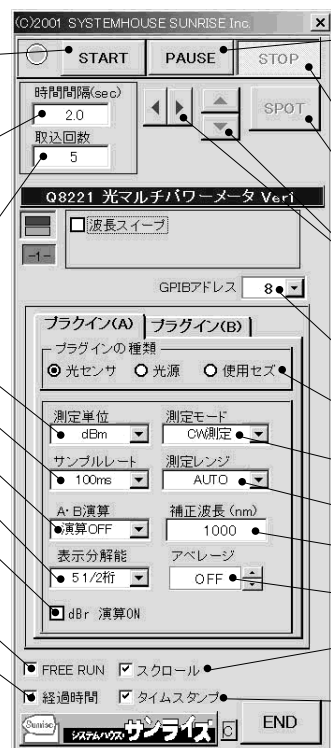 (C)2001 SYSTEMHOUSE SUNRISE Inc.
START PAUSE STOP
時間間隔(sec)
2.0
取込回数
5
SPOT
Q8221 光マルチパワーメータ Ver1
波長スイープ
-1-
GPIBアドレス 8
プラグイン(A) プラグイン(B)
プラグインの種類
光センサ 光源 使用セズ
測定単位 測定モード
dBm CW測定
サンプルレート 測定レンジ
100ms AUTO
A・B演算 補正波長 (nm)
演算OFF 1000
表示分解能 アベレージ
5 1/2桁 OFF
dBr 演算ON
FREE RUN スクロール
経過時間 タイムスタンプ
Sunrise システムハウス サンライズ C END